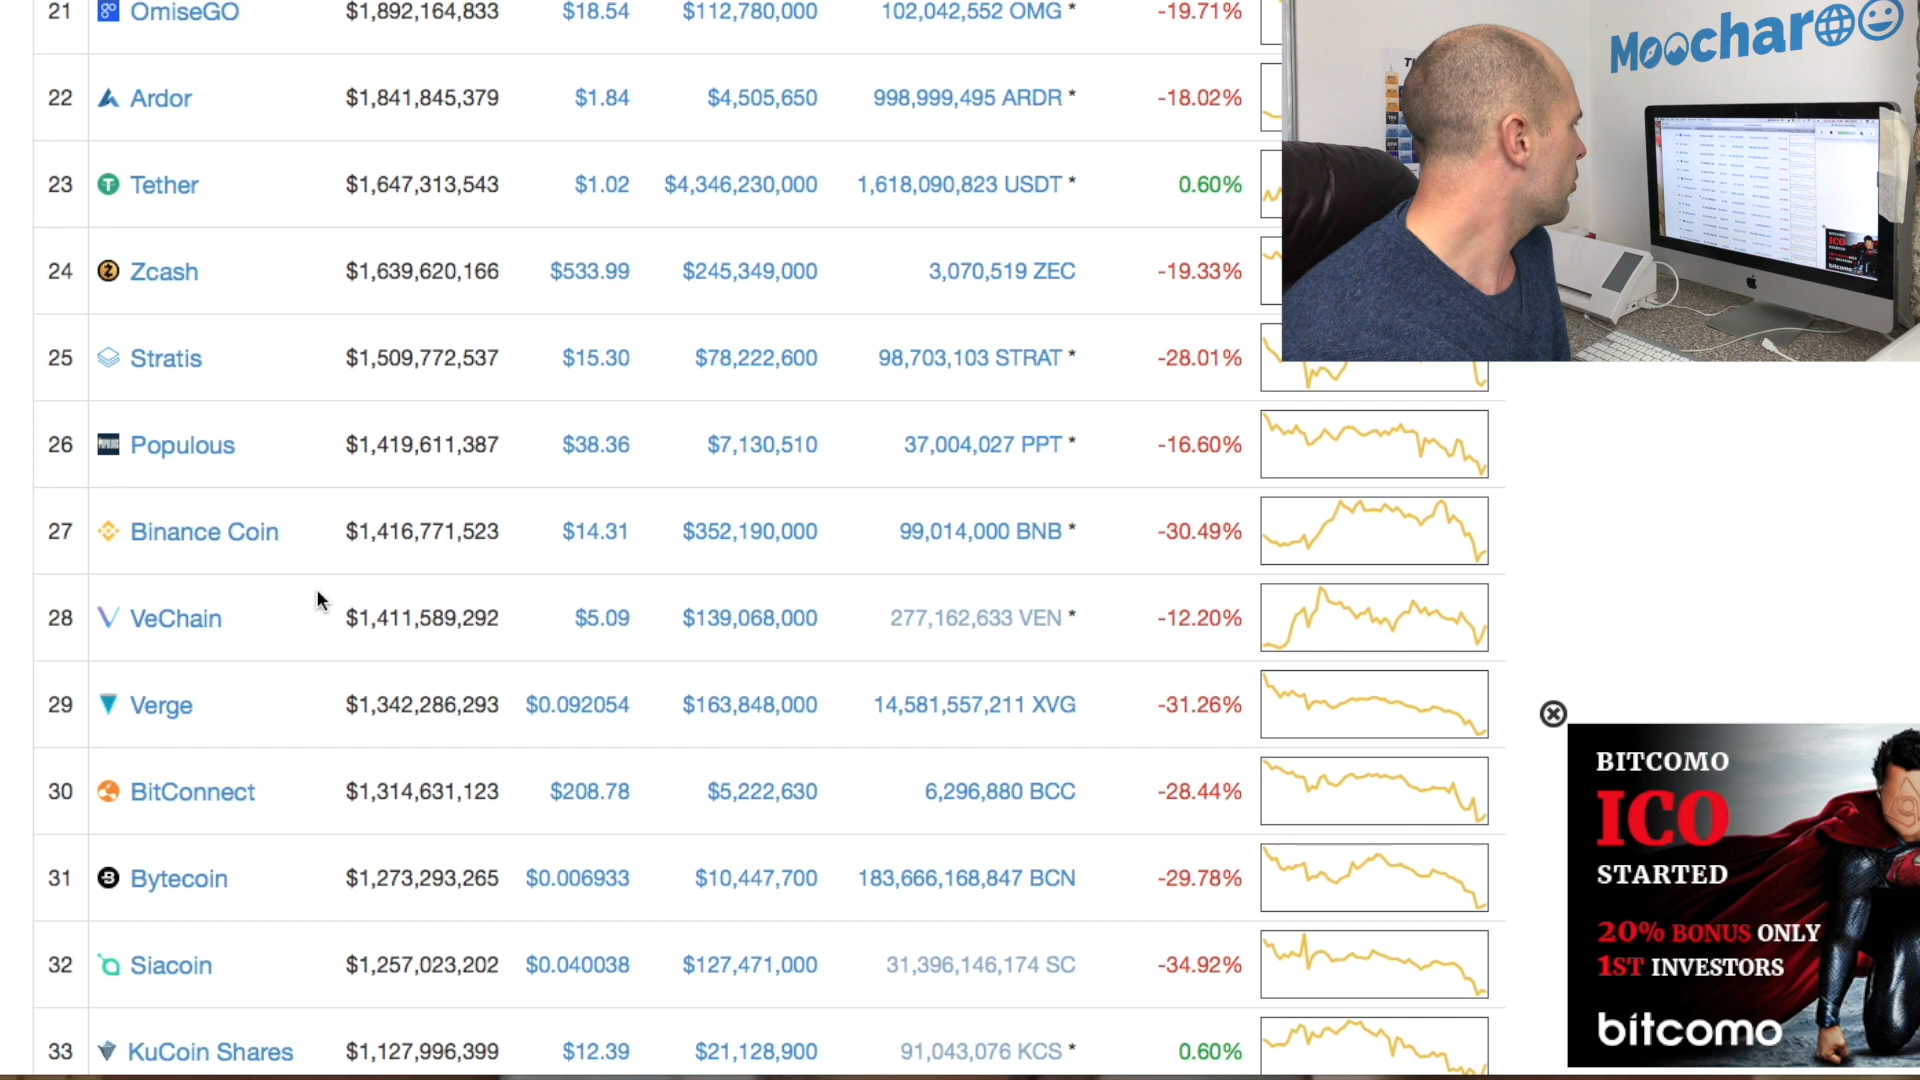 21 OmiseGO $1,892,164,833 $18.54 $112,780,000 102,042,552 OMG * -19.71%
22 Ardor $1,841,845,379 $1.84 $4,505,650 998,999,495 ARDR * -18.02%
23 Tether $1,647,313,543 $1.02 $4,346,230,000 1,618,090,823 USDT * 0.60%
24 Zcash $1,639,620,166 $533.99 $245,349,000 3,070,519 ZEC -19.33%
25 Stratis $1,509,772,537 $15.30 $78,222,600 98,703,103 STRAT * -28.01%
26 Populous $1,419,611,387 $38.36 $7,130,510 37,004,027 PPT * -16.60%
27 Binance Coin $1,416,771,523 $14.31 $352,190,000 99,014,000 BNB * -30.49%
28 VeChain $1,411,589,292 $5.09 $139,068,000 277,162,633 VEN * -12.20%
29 Verge $1,342,286,293 $0.092054 $163,848,000 14,581,557,211 XVG -31.26%
30 BitConnect $1,314,631,123 $208.78 $5,222,630 6,296,880 BCC -28.44%
31 Bytecoin $1,273,293,265 $0.006933 $10,447,700 183,666,168,847 BCN -29.78%
32 Siacoin $1,257,023,202 $0.040038 $127,471,000 31,396,146,174 SC -34.92%
33 KuCoin Shares $1,127,996,399 $12.39 $21,128,900 91,043,076 KCS * 0.60%
Moocharoo
BITCOMO
ICO
STARTED
20% BONUS ONLY
1ST INVESTORS
bitcomo